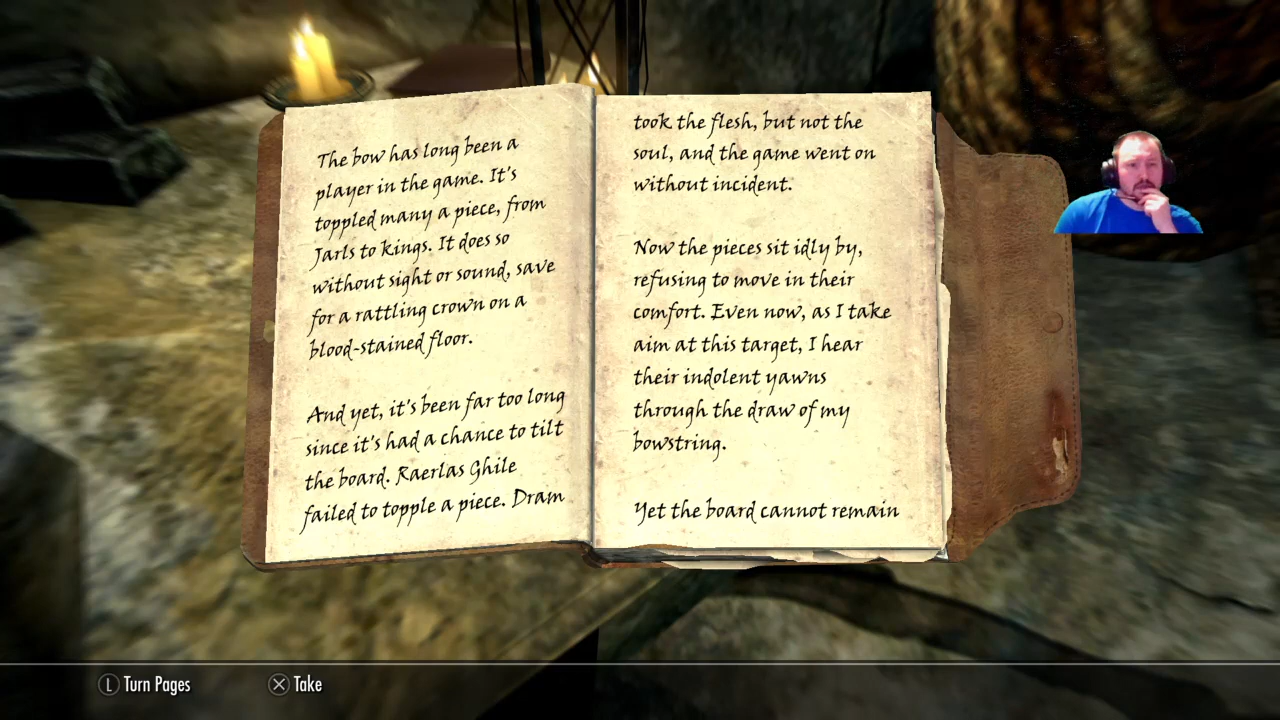 The bow has long been a
player in the game. It's
toppled many a piece, from
Jarls to kings. It does so
without sight or sound, save
for a rattling crown on a
blood-stained floor.
And yet, it's been far too long
since it's had a chance to tilt
the board. Raerlas Ghile
failed to topple a piece. Dram
took the flesh, but not the
soul, and the game went on
without incident.
Now the pieces sit idly by,
refusing to move in their
comfort. Even now, as I take
aim at this target, I hear
their indolent yawns
through the draw of my
bowstring.
Yet the board cannot remain
L Turn Pages
X Take